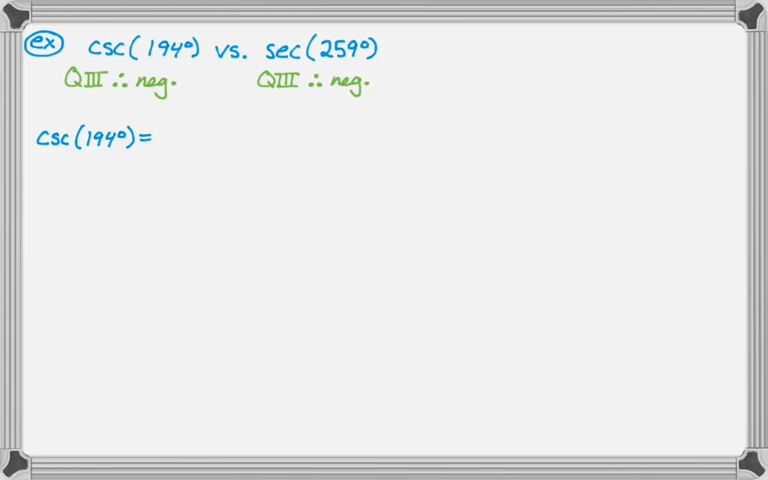 ex csc(194°) vs. sec(259°)
QIII ∴ neg. QIII ∴ neg.
csc(194°)=